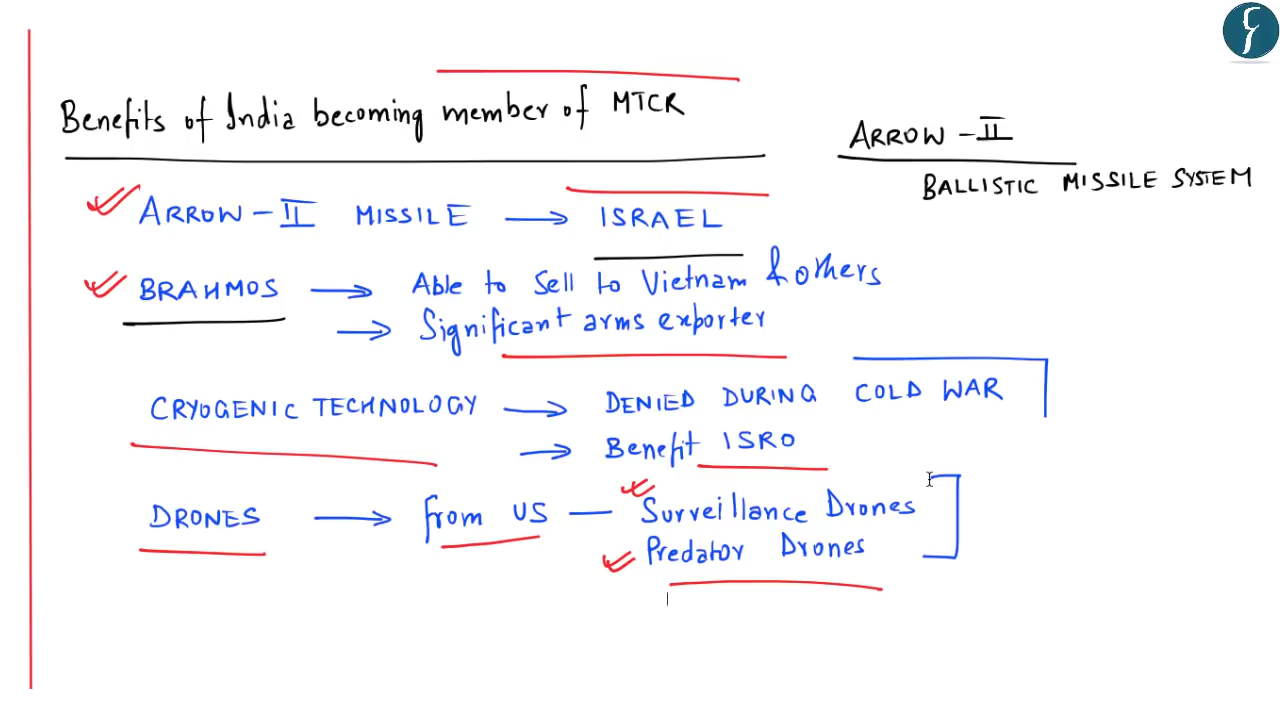 Benefits of India becoming member of MTCR
ARROW - II
BALLISTIC MISSILE SYSTEM
ARROW - II MISSILE → ISRAEL
BRAHMOS → Able to Sell to Vietnam & others
→ Significant arms exporter
CRYOGENIC TECHNOLOGY → DENIED DURING COLD WAR
→ Benefit ISRO
DRONES → from US — Surveillance Drones
Predator Drones